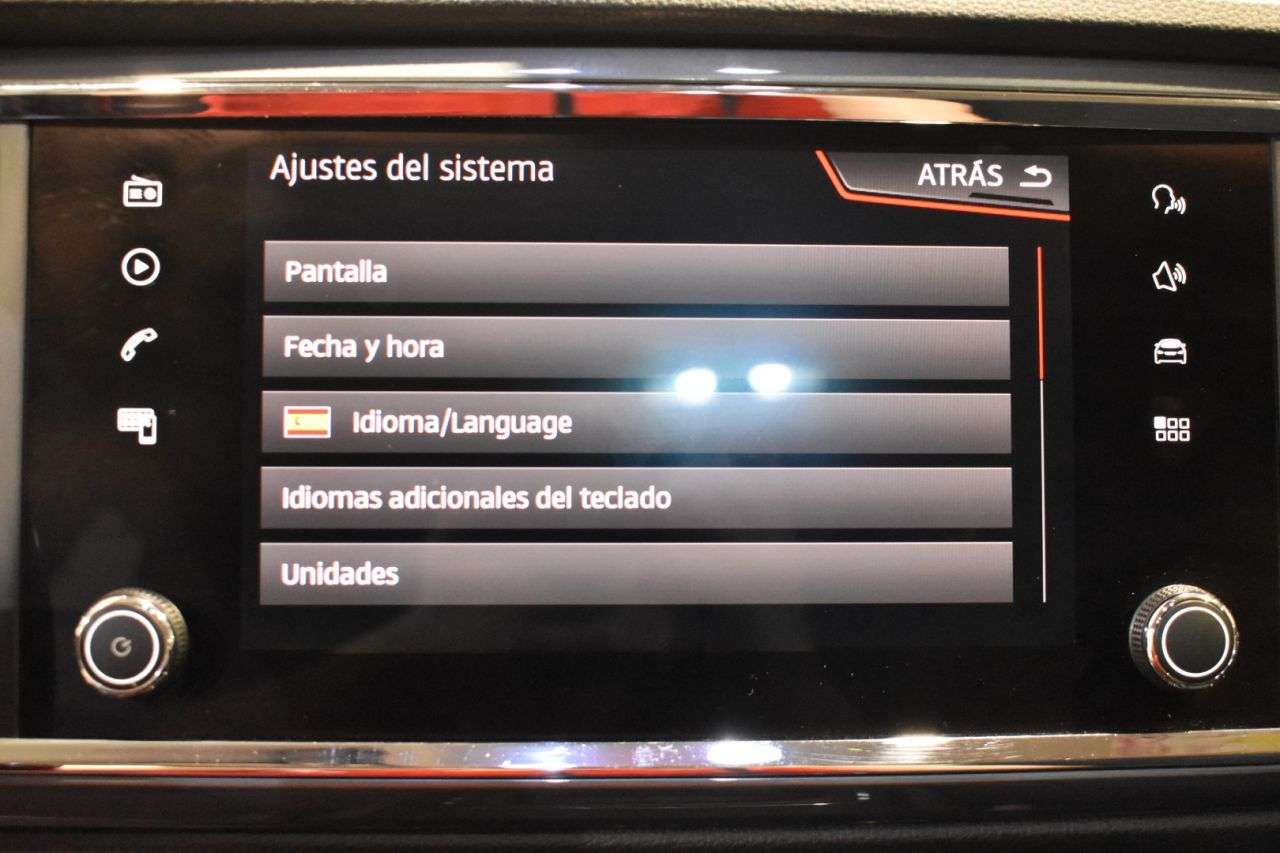 Ajustes del sistema
ATRÁS
Pantalla
Fecha y hora
Idioma/Language
Idiomas adicionales del teclado
Unidades